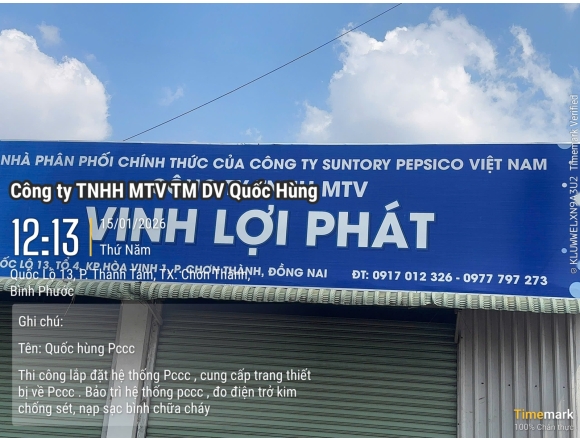 NHÀ PHÂN PHỐI CHÍNH THỨC CỦA CÔNG TY SUNTORY PEPSICO VIỆT NAM
MTV
Công ty TNHH MTV TM DV Quốc Hùng
VINH LỢI PHÁT
12:13
15/01/2026
Thứ Năm
ỐC LỘ 13, TỔ 4, KP HÒA VINH 1, P. CHƠN THÀNH, ĐỒNG NAI
ĐT: 0917 012 326 - 0977 797 273
Quốc Lộ 13, P. Thành Tâm, TX. Chơn Thành,
Bình Phước
Ghi chú:
Tên: Quốc hùng Pccc
Thi công lắp đặt hệ thống Pccc , cung cấp trang thiết
bị về Pccc . Bảo trì hệ thống pccc , đo điện trở kim
chống sét, nạp sạc bình chữa cháy
Timemark
100% Chân thực
© KLUWWELXN9A3U2 Timemark Verified